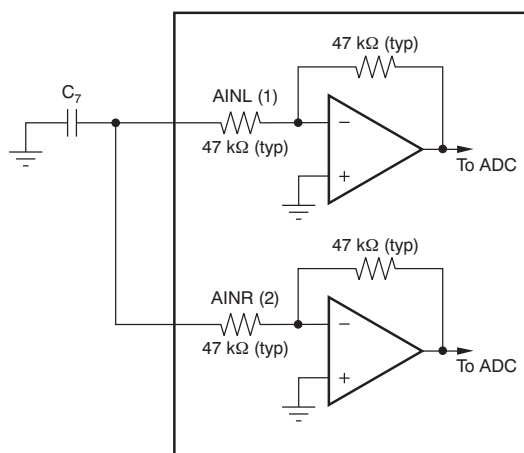 47 kΩ (typ)
C7
AINL (1)
47 kΩ (typ)
−
+
To ADC
47 kΩ (typ)
AINR (2)
47 kΩ (typ)
−
+
To ADC